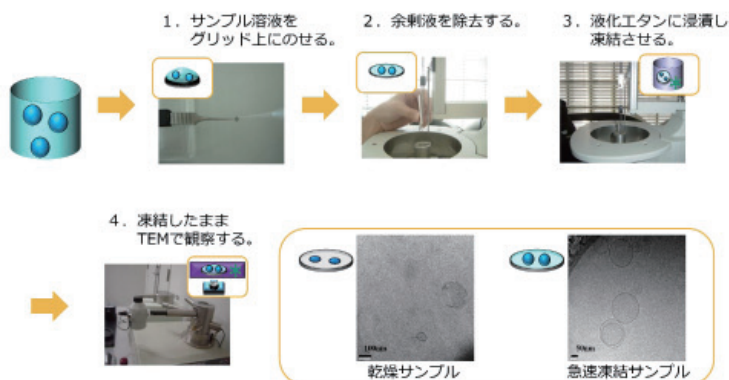 1．サンプル溶液を
グリッド上にのせる。
2．余剰液を除去する。
3．液化エタンに浸漬し
凍結させる。
4．凍結したまま
TEMで観察する。
100nm
50nm
乾燥サンプル
急速凍結サンプル